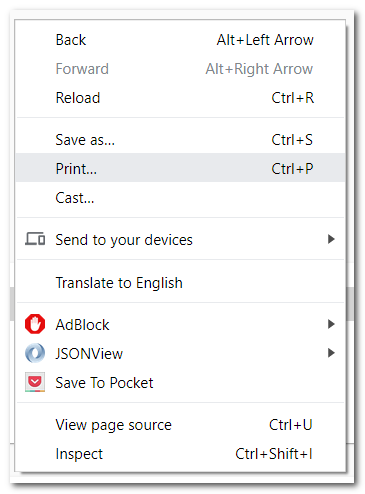 Back Alt+Left Arrow
Forward Alt+Right Arrow
Reload Ctrl+R
Save as... Ctrl+S
Print... Ctrl+P
Cast...
Send to your devices
Translate to English
AdBlock
JSONView
Save To Pocket
View page source Ctrl+U
Inspect Ctrl+Shift+I